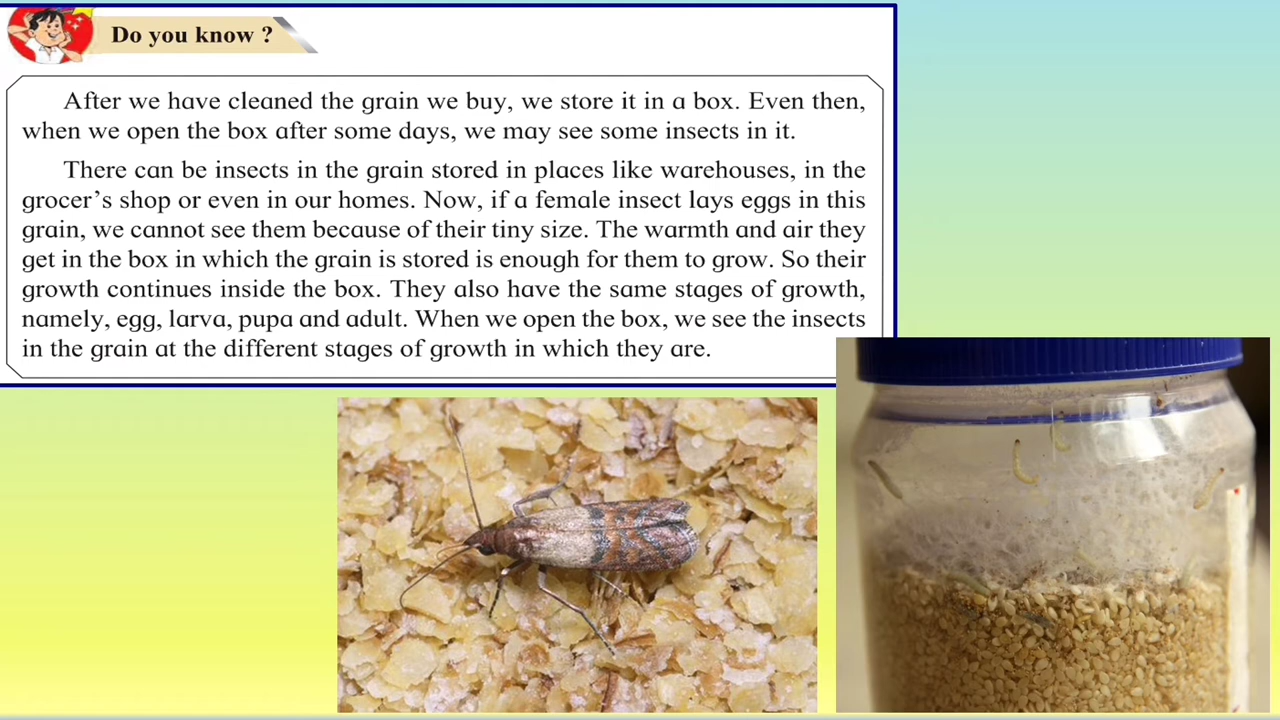 Do you know ?
After we have cleaned the grain we buy, we store it in a box. Even then,
when we open the box after some days, we may see some insects in it.
There can be insects in the grain stored in places like warehouses, in the
grocer's shop or even in our homes. Now, if a female insect lays eggs in this
grain, we cannot see them because of their tiny size. The warmth and air they
get in the box in which the grain is stored is enough for them to grow. So their
growth continues inside the box. They also have the same stages of growth,
namely, egg, larva, pupa and adult. When we open the box, we see the insects
in the grain at the different stages of growth in which they are.